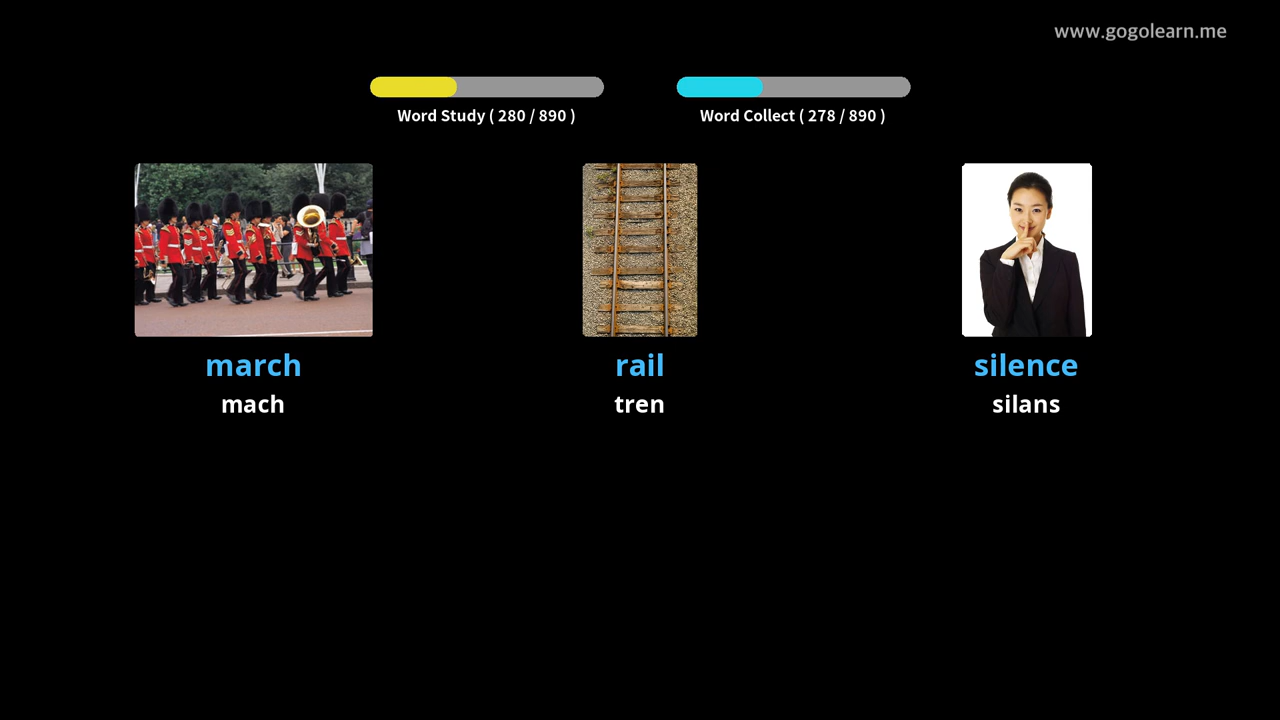 www.gogolearn.me
Word Study ( 280 / 890 )
Word Collect ( 278 / 890 )
march
rail
silence
mach
tren
silans